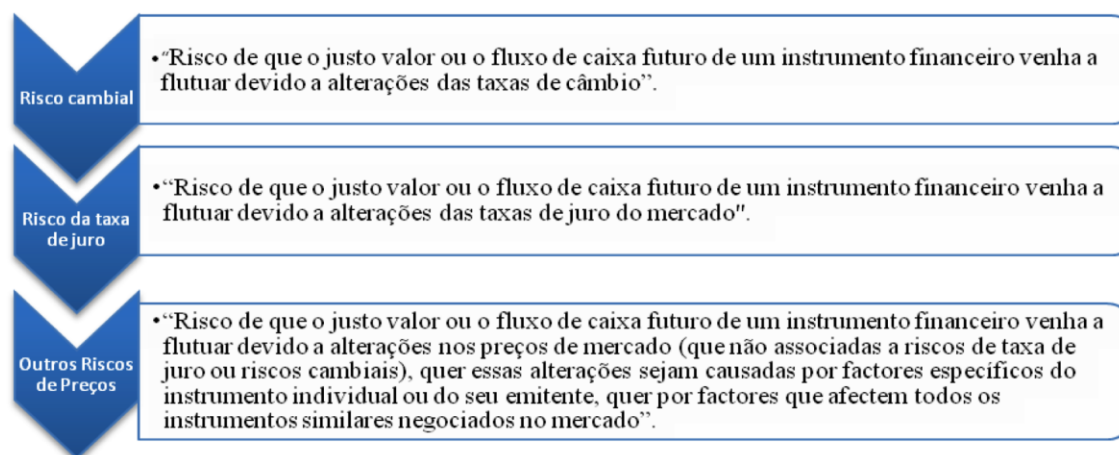 Risco cambial
•“Risco de que o justo valor ou o fluxo de caixa futuro de um instrumento financeiro venha a
flutuar devido a alterações das taxas de câmbio”.
Risco da taxa
de juro
•“Risco de que o justo valor ou o fluxo de caixa futuro de um instrumento financeiro venha a
flutuar devido a alterações das taxas de juro do mercado".
Outros Riscos
de Preços
•“Risco de que o justo valor ou o fluxo de caixa futuro de um instrumento financeiro venha a
flutuar devido a alterações nos preços de mercado (que não associadas a riscos de taxa de
juro ou riscos cambiais), quer essas alterações sejam causadas por factores específicos do
instrumento individual ou do seu emitente, quer por factores que afectem todos os
instrumentos similares negociados no mercado”.